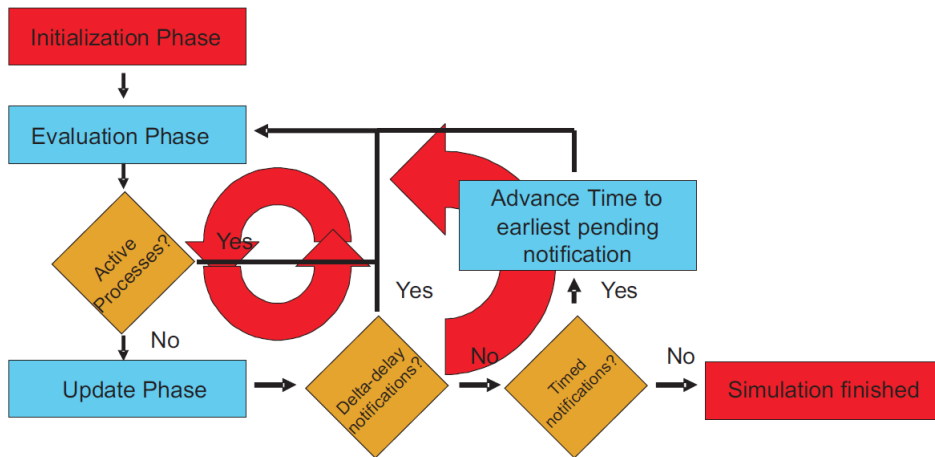 Initialization Phase
Evaluation Phase
Advance Time to
earliest pending
notification
Active
Processes?
Yes
Yes
Yes
No
Update Phase
Delta-delay
notifications?
No
Timed
notifications?
No
Simulation finished